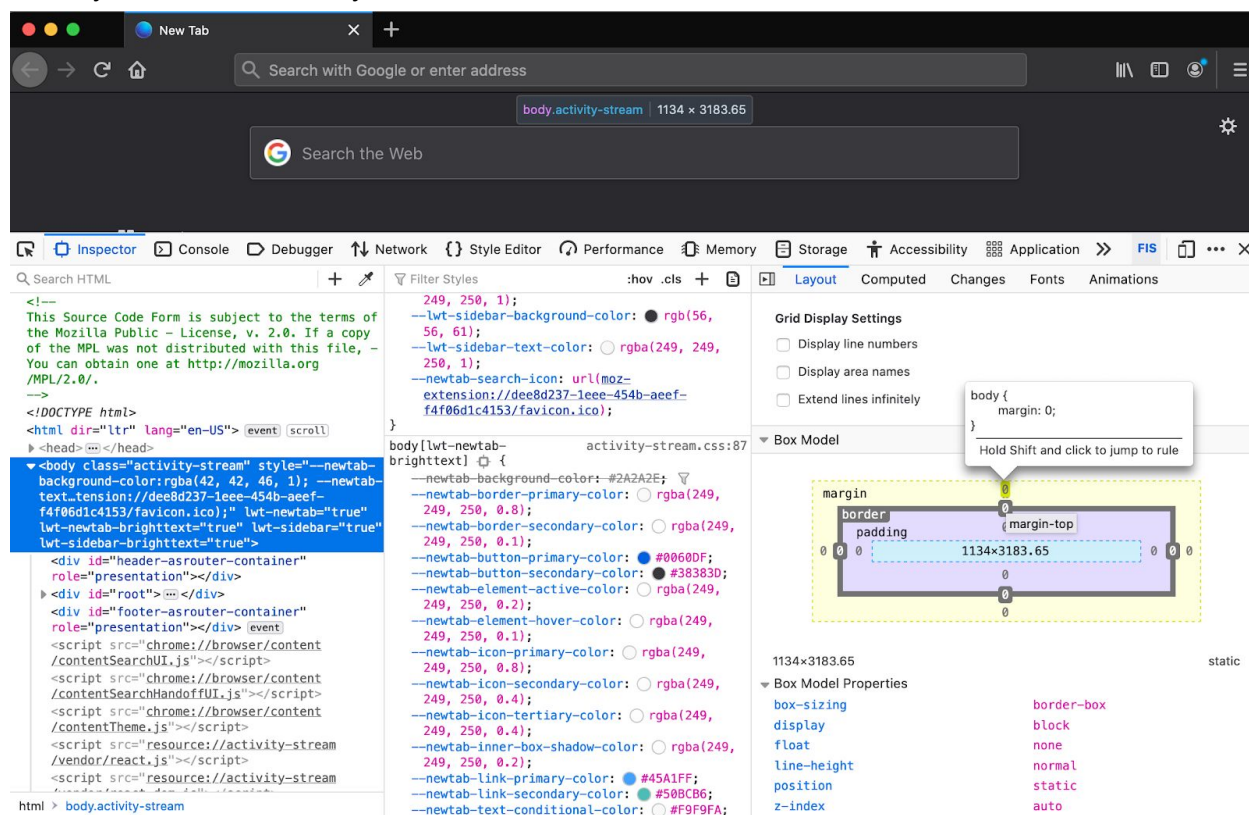 New Tab
Search with Google or enter address
body.activity-stream | 1134 × 3183.65
Search the Web
Inspector Console Debugger Network Style Editor Performance Memory Storage Accessibility Application FIS
Search HTML
<!--
This Source Code Form is subject to the terms of
the Mozilla Public - License, v. 2.0. If a copy
of the MPL was not distributed with this file, -
You can obtain one at http://mozilla.org
/MPL/2.0/.
-->
<!DOCTYPE html>
<html dir="ltr" lang="en-US"> event scroll
<head> ••• </head>
<body class="activity-stream" style="--newtab-
background-color:rgba(42, 42, 46, 1); --newtab-
text…tension://dee8d237-1eee-454b-aeef-
f4f06d1c4153/favicon.ico);" lwt-newtab="true"
lwt-newtab-brighttext="true" lwt-sidebar="true"
lwt-sidebar-brighttext="true">
<div id="header-asrouter-container"
role="presentation"></div>
<div id="root"> ••• </div>
<div id="footer-asrouter-container"
role="presentation"></div> event
<script src="chrome://browser/content
/contentSearchUI.js"></script>
<script src="chrome://browser/content
/contentSearchHandoffUI.js"></script>
<script src="chrome://browser/content
/contentTheme.js"></script>
<script src="resource://activity-stream
/vendor/react.js"></script>
<script src="resource://activity-stream
html > body.activity-stream
Filter Styles :hov .cls
249, 250, 1);
--lwt-sidebar-background-color: rgb(56,
56, 61);
--lwt-sidebar-text-color: rgba(249, 249,
250, 1);
--newtab-search-icon: url(moz-
extension://dee8d237-1eee-454b-aeef-
f4f06d1c4153/favicon.ico);
}
body[lwt-newtab- activity-stream.css:87
brighttext] {
--newtab-background-color: #2A2A2E;
--newtab-border-primary-color: rgba(249,
249, 250, 0.8);
--newtab-border-secondary-color: rgba(249,
249, 250, 0.1);
--newtab-button-primary-color: #0060DF;
--newtab-button-secondary-color: #38383D;
--newtab-element-active-color: rgba(249,
249, 250, 0.2);
--newtab-element-hover-color: rgba(249,
249, 250, 0.1);
--newtab-icon-primary-color: rgba(249,
249, 250, 0.8);
--newtab-icon-secondary-color: rgba(249,
249, 250, 0.4);
--newtab-icon-tertiary-color: rgba(249,
249, 250, 0.4);
--newtab-inner-box-shadow-color: rgba(249,
249, 250, 0.2);
--newtab-link-primary-color: #45A1FF;
--newtab-link-secondary-color: #50BCB6;
--newtab-text-conditional-color: #F9F9FA;
Layout Computed Changes Fonts Animations
Grid Display Settings
Display line numbers
Display area names
Extend lines infinitely
body {
margin: 0;
}
Hold Shift and click to jump to rule
Box Model
margin 0
border 0
margin-top
padding
0 0 0 1134×3183.65 0 0 0
0
0
0
1134×3183.65 static
Box Model Properties
box-sizing border-box
display block
float none
line-height normal
position static
z-index auto